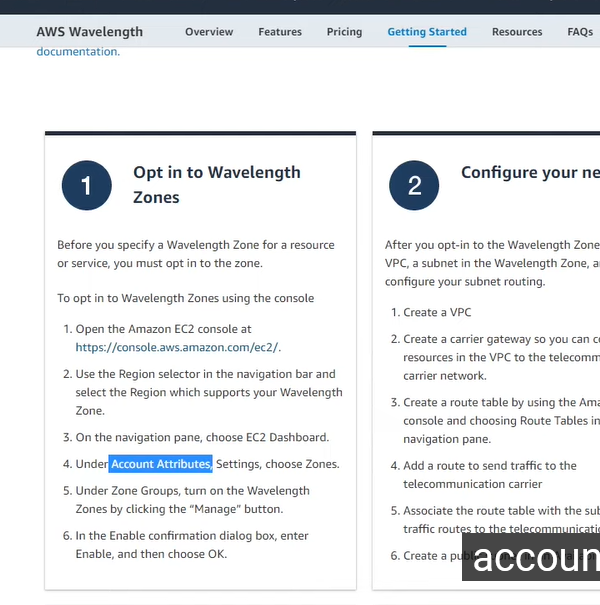 AWS Wavelength Overview Features Pricing Getting Started Resources FAQs
documentation.
1
Opt in to Wavelength
Zones
Before you specify a Wavelength Zone for a resource
or service, you must opt in to the zone.
To opt in to Wavelength Zones using the console
1. Open the Amazon EC2 console at
https://console.aws.amazon.com/ec2/.
2. Use the Region selector in the navigation bar and
select the Region which supports your Wavelength
Zone.
3. On the navigation pane, choose EC2 Dashboard.
4. Under Account Attributes, Settings, choose Zones.
5. Under Zone Groups, turn on the Wavelength
Zones by clicking the “Manage” button.
6. In the Enable confirmation dialog box, enter
Enable, and then choose OK.
2
Configure your ne
After you opt-in to the Wavelength Zone
VPC, a subnet in the Wavelength Zone, a
configure your subnet routing.
1. Create a VPC
2. Create a carrier gateway so you can co
resources in the VPC to the telecomm
carrier network.
3. Create a route table by using the Ama
console and choosing Route Tables in
navigation pane.
4. Add a route to send traffic to the
telecommunication carrier
5. Associate the route table with the sub
traffic routes to the telecommunicatio
6. Create a pub
accoun